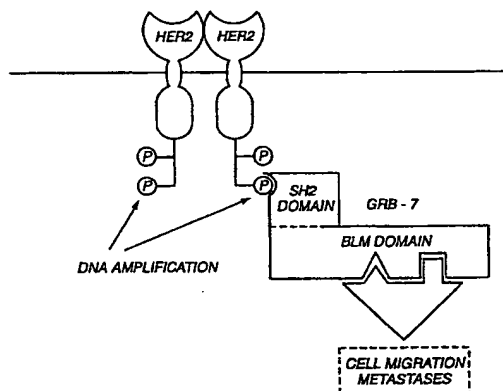 HER2 HER2
P P
P P
SH2
DOMAIN
GRB - 7
BLM DOMAIN
DNA AMPLIFICATION
CELL MIGRATION
METASTASES